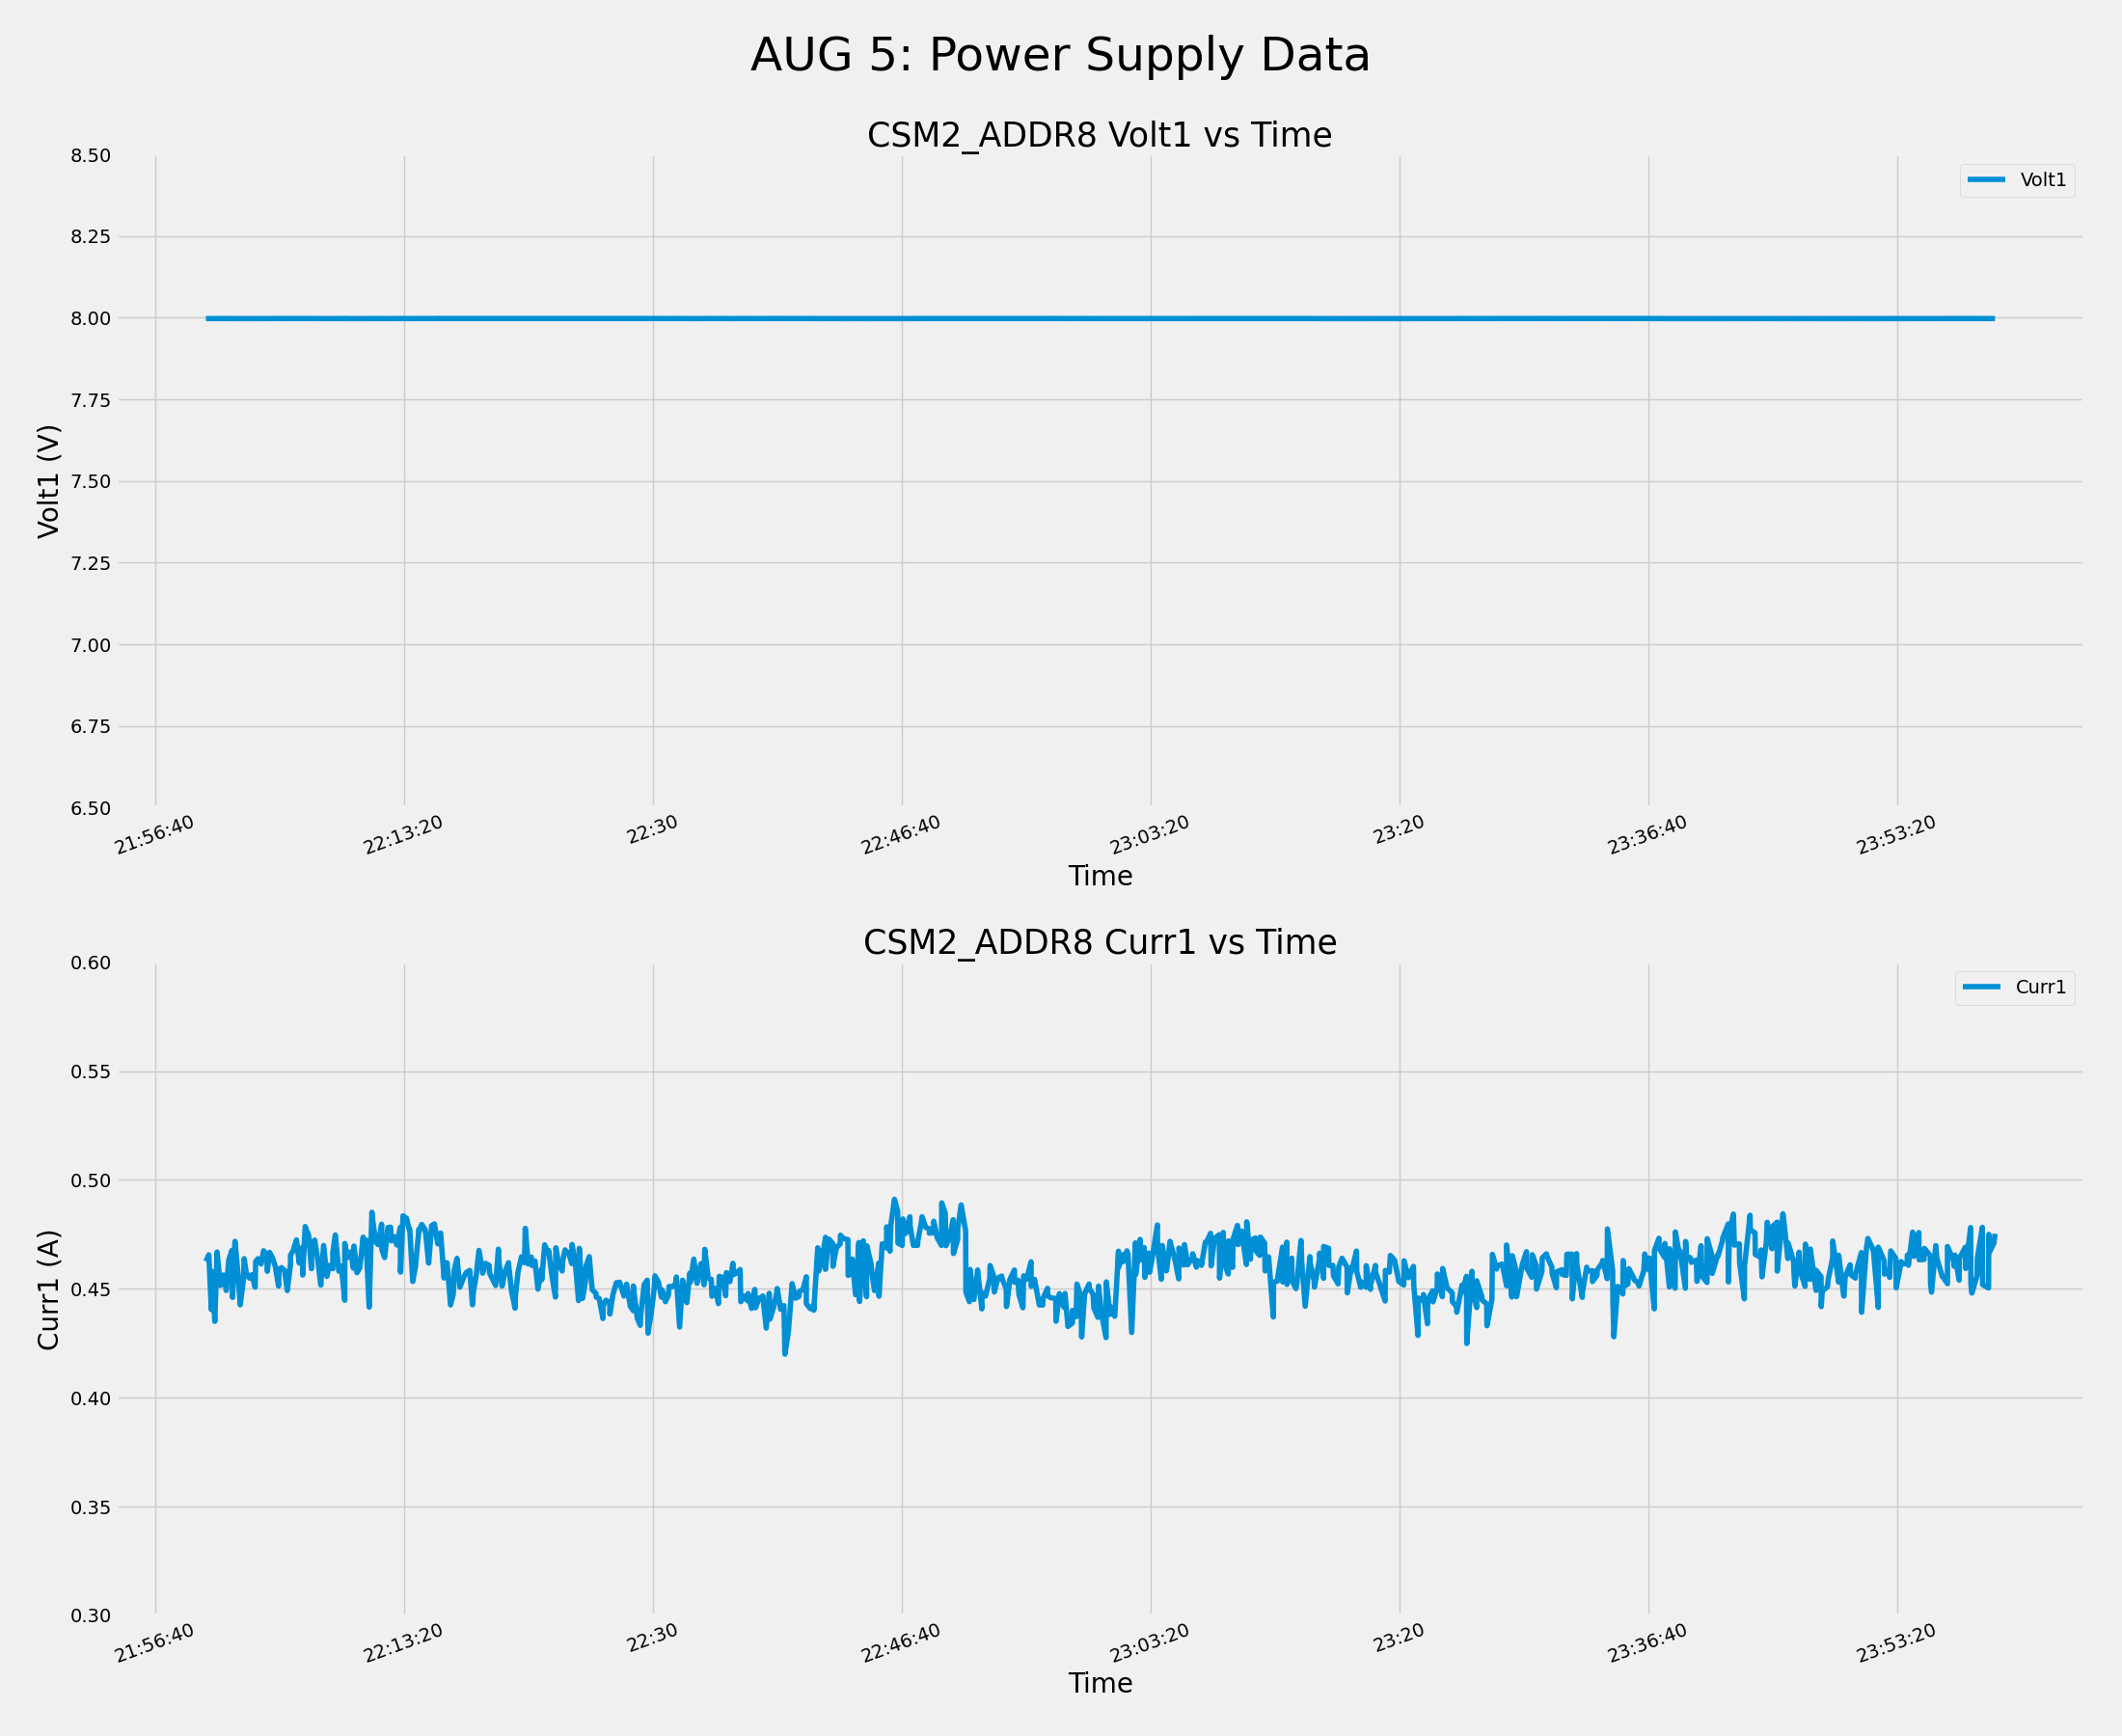 AUG 5: Power Supply Data
CSM2_ADDR8 Volt1 vs Time
Volt1
Volt1 (V)
8.50
8.25
8.00
7.75
7.50
7.25
7.00
6.75
6.50
21:56:40 22:13:20 22:30 22:46:40 23:03:20 23:20 23:36:40 23:53:20
Time
CSM2_ADDR8 Curr1 vs Time
Curr1
Curr1 (A)
0.60
0.55
0.50
0.45
0.40
0.35
0.30
21:56:40 22:13:20 22:30 22:46:40 23:03:20 23:20 23:36:40 23:53:20
Time